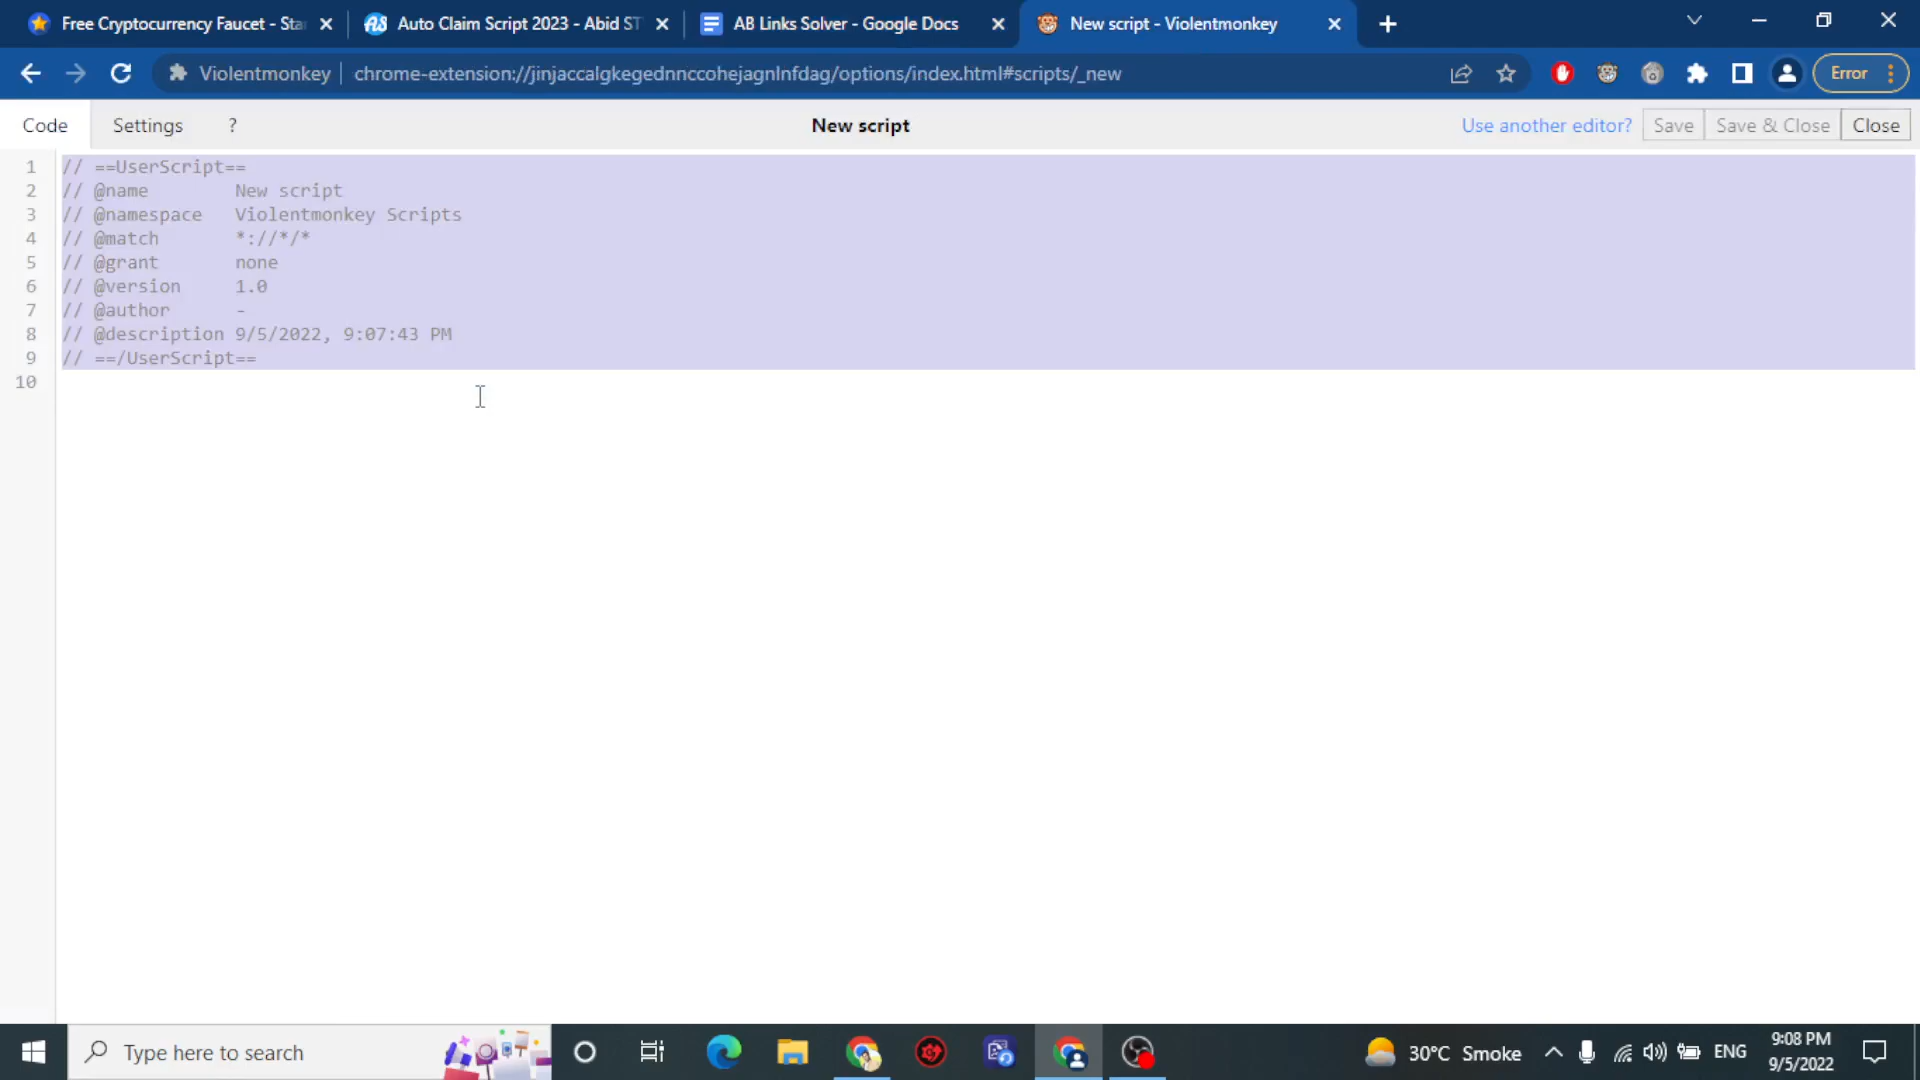 Free Cryptocurrency Faucet - Sta
Auto Claim Script 2023 - Abid ST
AB Links Solver - Google Docs
New script - Violentmonkey
Violentmonkey
chrome-extension://jinjaccalgkegednnccohejagnlnfdag/options/index.html#scripts/_new
Error
Code
Settings
?
New script
Use another editor?
Save
Save & Close
Close
1 // ==UserScript==
2 // @name New script
3 // @namespace Violentmonkey Scripts
4 // @match *://*/*
5 // @grant none
6 // @version 1.0
7 // @author -
8 // @description 9/5/2022, 9:07:43 PM
9 // ==/UserScript==
10
Type here to search
30°C Smoke
ENG
9:08 PM
9/5/2022